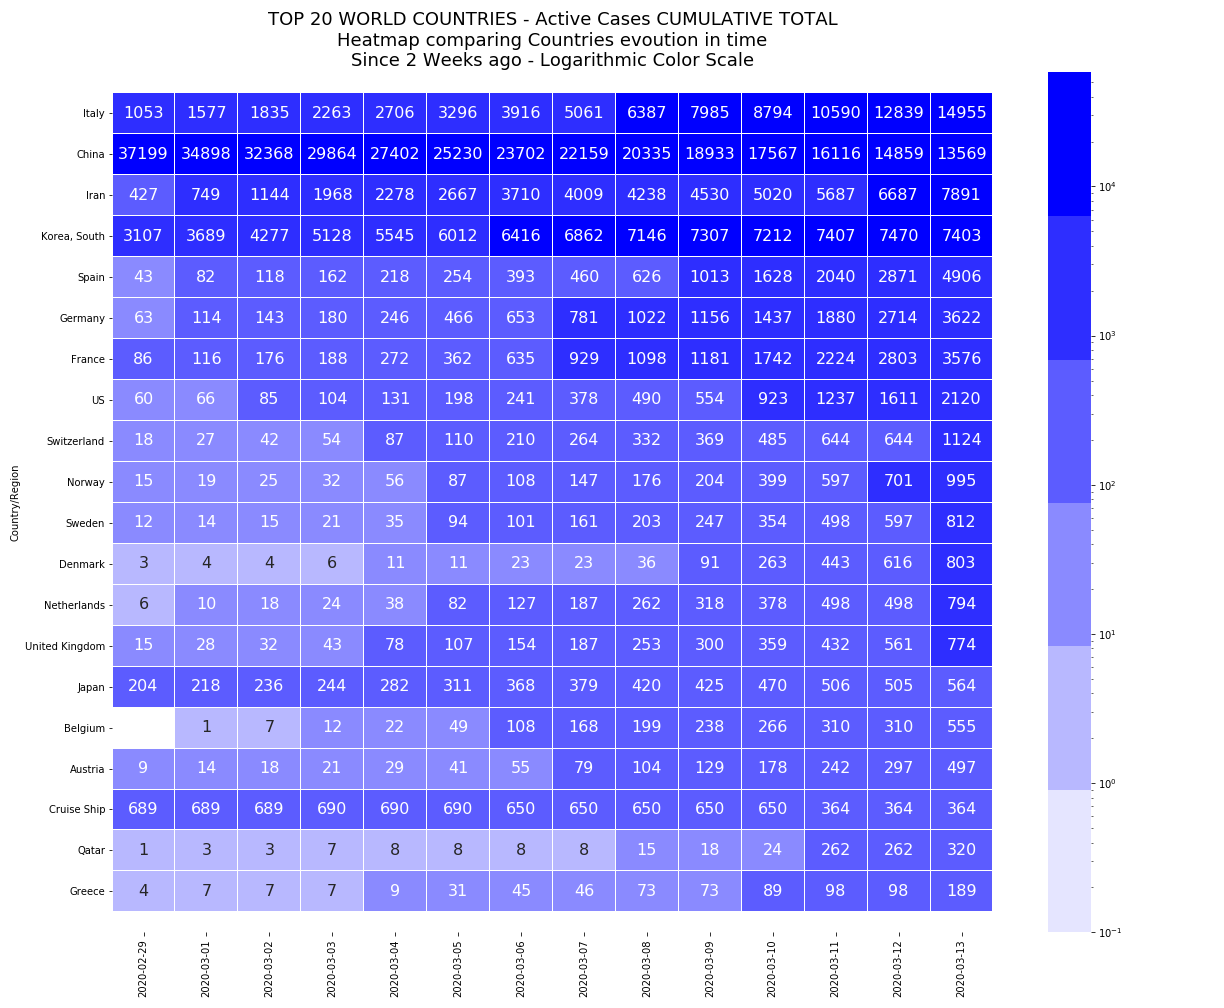 TOP 20 WORLD COUNTRIES - Active Cases CUMULATIVE TOTAL
Heatmap comparing Countries evoution in time
Since 2 Weeks ago - Logarithmic Color Scale
Country/Region
Italy 1053 1577 1835 2263 2706 3296 3916 5061 6387 7985 8794 10590 12839 14955
China 37199 34898 32368 29864 27402 25230 23702 22159 20335 18933 17567 16116 14859 13569
Iran 427 749 1144 1968 2278 2667 3710 4009 4238 4530 5020 5687 6687 7891
Korea, South 3107 3689 4277 5128 5545 6012 6416 6862 7146 7307 7212 7407 7470 7403
Spain 43 82 118 162 218 254 393 460 626 1013 1628 2040 2871 4906
Germany 63 114 143 180 246 466 653 781 1022 1156 1437 1880 2714 3622
France 86 116 176 188 272 362 635 929 1098 1181 1742 2224 2803 3576
US 60 66 85 104 131 198 241 378 490 554 923 1237 1611 2120
Switzerland 18 27 42 54 87 110 210 264 332 369 485 644 644 1124
Norway 15 19 25 32 56 87 108 147 176 204 399 597 701 995
Sweden 12 14 15 21 35 94 101 161 203 247 354 498 597 812
Denmark 3 4 4 6 11 11 23 23 36 91 263 443 616 803
Netherlands 6 10 18 24 38 82 127 187 262 318 378 498 498 794
United Kingdom 15 28 32 43 78 107 154 187 253 300 359 432 561 774
Japan 204 218 236 244 282 311 368 379 420 425 470 506 505 564
Belgium 1 7 12 22 49 108 168 199 238 266 310 310 555
Austria 9 14 18 21 29 41 55 79 104 129 178 242 297 497
Cruise Ship 689 689 689 690 690 690 650 650 650 650 650 364 364 364
Qatar 1 3 3 7 8 8 8 8 15 18 24 262 262 320
Greece 4 7 7 7 9 31 45 46 73 73 89 98 98 189
2020-02-29 2020-03-01 2020-03-02 2020-03-03 2020-03-04 2020-03-05 2020-03-06 2020-03-07 2020-03-08 2020-03-09 2020-03-10 2020-03-11 2020-03-12 2020-03-13
10⁴
10³
10²
10¹
10⁰
10⁻¹